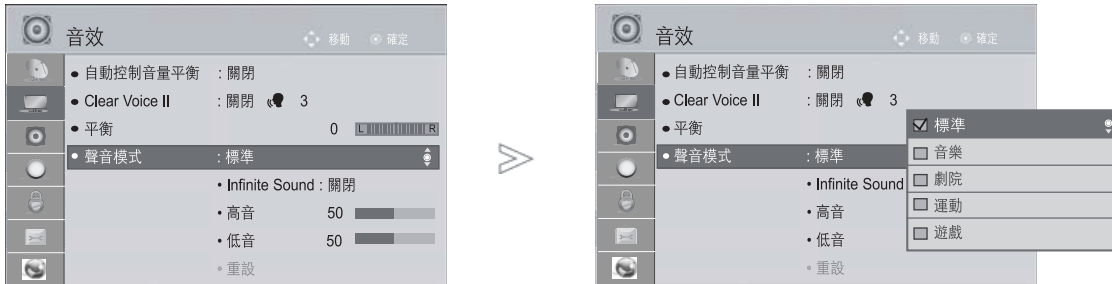 音效 移動 確定
自動控制音量平衡 : 關閉
Clear Voice II : 關閉 3
平衡 0 L R
聲音模式 : 標準
• Infinite Sound : 關閉
• 高音 50
• 低音 50
• 重設
音效 移動 確定
自動控制音量平衡 : 關閉
Clear Voice II : 關閉 3
平衡
聲音模式 : 標準
• Infinite Sound
• 高音
• 低音
• 重設
標準
音樂
劇院
運動
遊戲